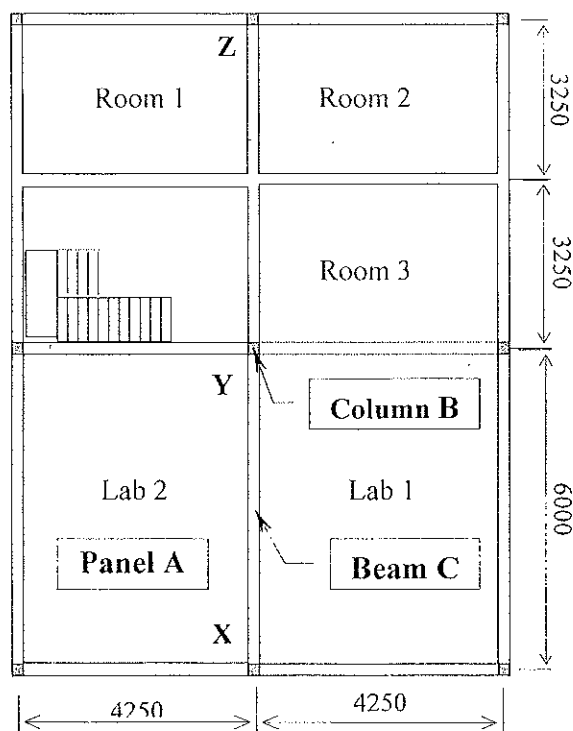 Z
Room 1
Room 2
3250
Room 3
3250
Y
Column B
Lab 2
Lab 1
6000
Panel A
Beam C
X
4250
4250